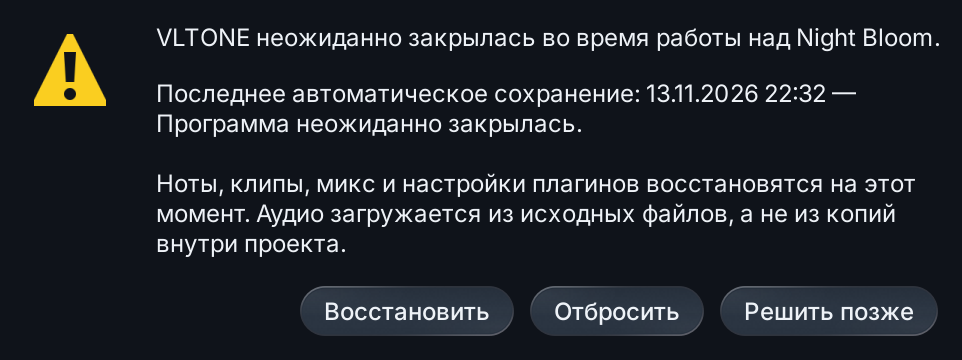 VLTONE неожиданно закрылась во время работы над Night Bloom.
Последнее автоматическое сохранение: 13.11.2026 22:32 —
Программа неожиданно закрылась.
Ноты, клипы, микс и настройки плагинов восстановятся на этот
момент. Аудио загружается из исходных файлов, а не из копий
внутри проекта.
Восстановить
Отбросить
Решить позже